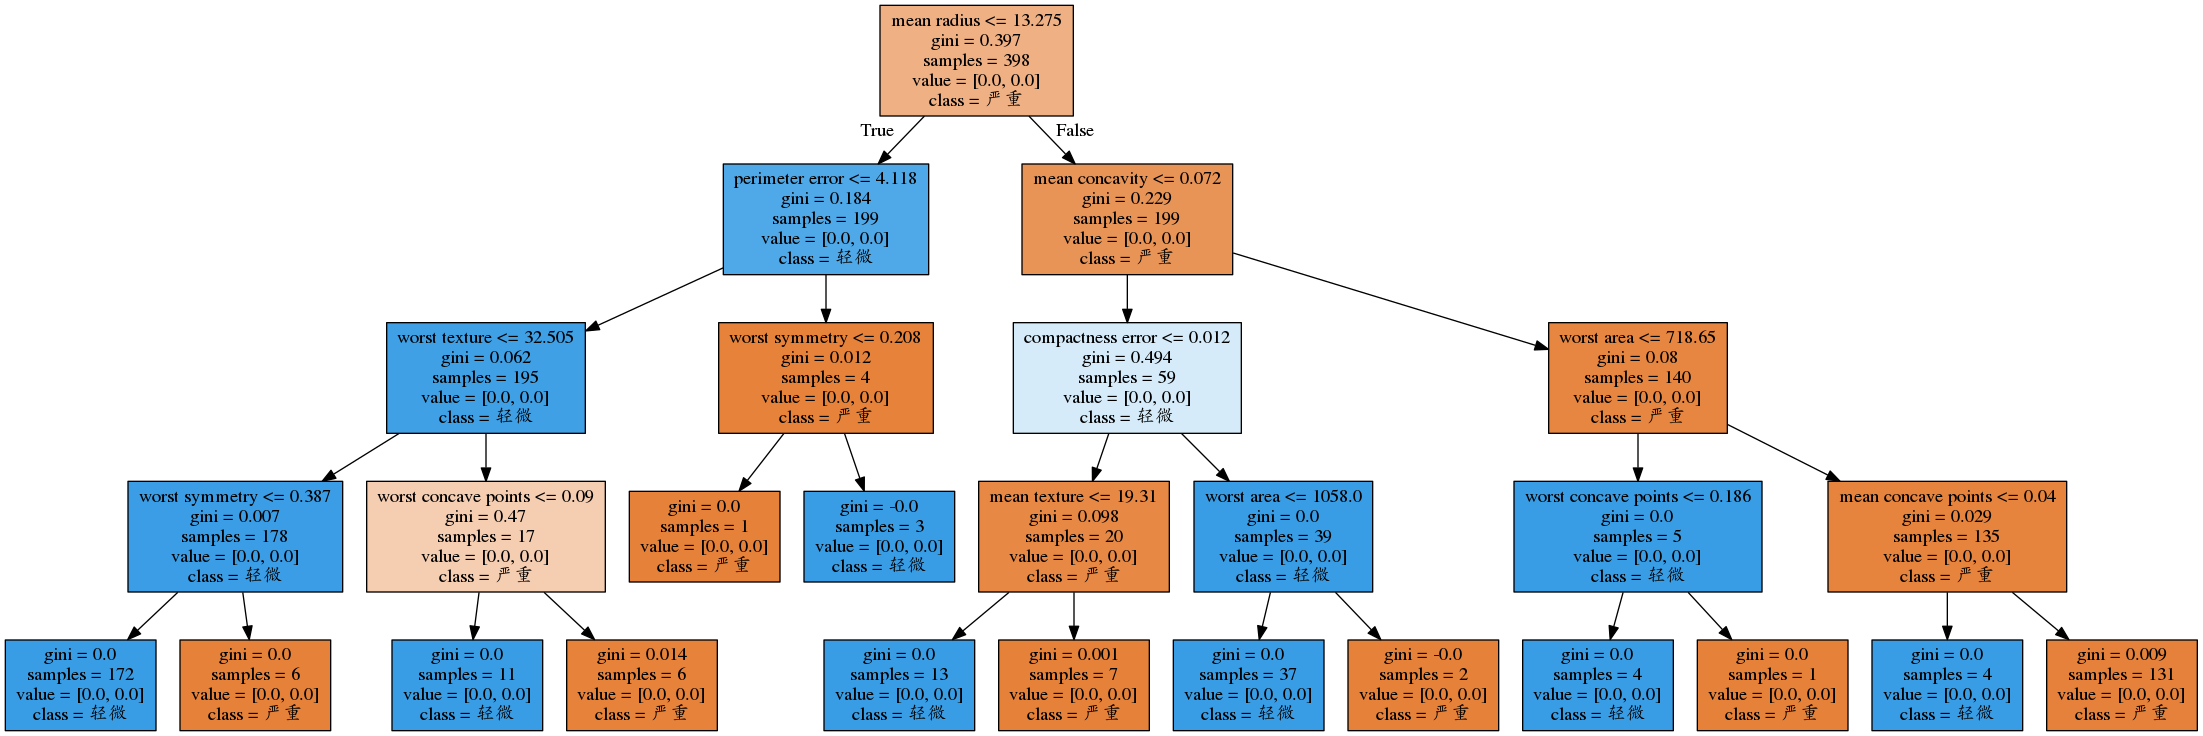 mean radius <= 13.275
gini = 0.397
samples = 398
value = [0.0, 0.0]
class = 严重
True
False
perimeter error <= 4.118
gini = 0.184
samples = 199
value = [0.0, 0.0]
class = 轻微
mean concavity <= 0.072
gini = 0.229
samples = 199
value = [0.0, 0.0]
class = 严重
worst texture <= 32.505
gini = 0.062
samples = 195
value = [0.0, 0.0]
class = 轻微
worst symmetry <= 0.208
gini = 0.012
samples = 4
value = [0.0, 0.0]
class = 严重
compactness error <= 0.012
gini = 0.494
samples = 59
value = [0.0, 0.0]
class = 轻微
worst area <= 718.65
gini = 0.08
samples = 140
value = [0.0, 0.0]
class = 严重
worst symmetry <= 0.387
gini = 0.007
samples = 178
value = [0.0, 0.0]
class = 轻微
worst concave points <= 0.09
gini = 0.47
samples = 17
value = [0.0, 0.0]
class = 严重
gini = 0.0
samples = 1
value = [0.0, 0.0]
class = 严重
gini = -0.0
samples = 3
value = [0.0, 0.0]
class = 轻微
mean texture <= 19.31
gini = 0.098
samples = 20
value = [0.0, 0.0]
class = 严重
worst area <= 1058.0
gini = 0.0
samples = 39
value = [0.0, 0.0]
class = 轻微
worst concave points <= 0.186
gini = 0.0
samples = 5
value = [0.0, 0.0]
class = 轻微
mean concave points <= 0.04
gini = 0.029
samples = 135
value = [0.0, 0.0]
class = 严重
gini = 0.0
samples = 172
value = [0.0, 0.0]
class = 轻微
gini = 0.0
samples = 6
value = [0.0, 0.0]
class = 严重
gini = 0.0
samples = 11
value = [0.0, 0.0]
class = 轻微
gini = 0.014
samples = 6
value = [0.0, 0.0]
class = 严重
gini = 0.0
samples = 13
value = [0.0, 0.0]
class = 轻微
gini = 0.001
samples = 7
value = [0.0, 0.0]
class = 严重
gini = 0.0
samples = 37
value = [0.0, 0.0]
class = 轻微
gini = -0.0
samples = 2
value = [0.0, 0.0]
class = 严重
gini = 0.0
samples = 4
value = [0.0, 0.0]
class = 轻微
gini = 0.0
samples = 1
value = [0.0, 0.0]
class = 严重
gini = 0.0
samples = 4
value = [0.0, 0.0]
class = 轻微
gini = 0.009
samples = 131
value = [0.0, 0.0]
class = 严重